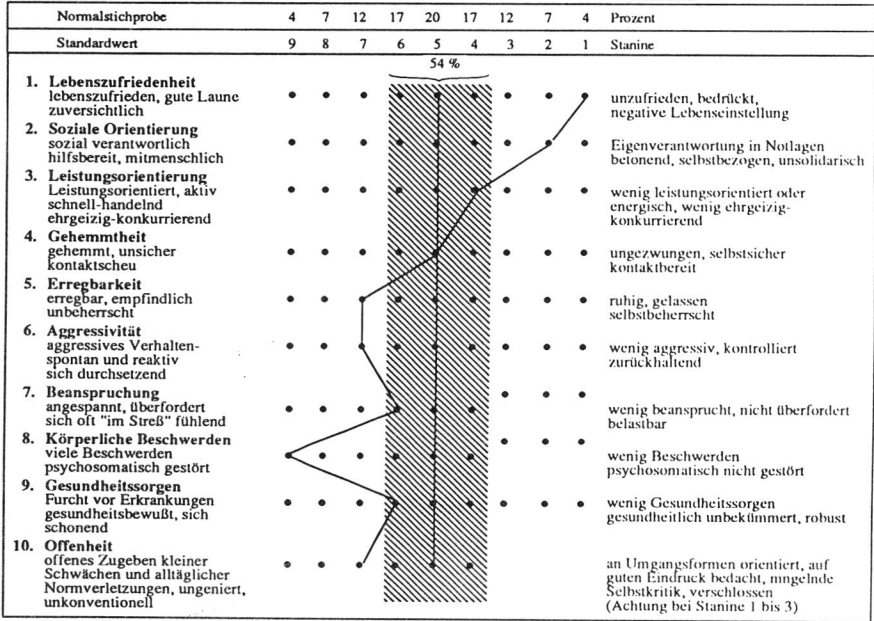 Normalstichprobe 4 7 12 17 20 17 12 7 4 Prozent
Standardwert 9 8 7 6 5 4 3 2 1 Stanine
54 %
1. Lebenszufriedenheit
lebenszufrieden, gute Laune
zuversichtlich
unzufrieden, bedrückt,
negative Lebenseinstellung
2. Soziale Orientierung
sozial verantwortlich
hilfsbereit, mitmenschlich
Eigenverantwortung in Notlagen
betonend, selbstbezogen, unsolidarisch
3. Leistungsorientierung
Leistungsorientiert, aktiv
schnell-handelnd
ehrgeizig-konkurrierend
wenig leistungsorientiert oder
energisch, wenig ehrgeizig-
konkurrierend
4. Gehemmtheit
gehemmt, unsicher
kontaktscheu
ungezwungen, selbstsicher
kontaktbereit
5. Erregbarkeit
erregbar, empfindlich
unbeherrscht
ruhig, gelassen
selbstbeherrscht
6. Aggressivität
aggressives Verhalten-
spontan und reaktiv
sich durchsetzend
wenig aggressiv, kontrolliert
zurückhaltend
7. Beanspruchung
angespannt, überfordert
sich oft "im Streß" fühlend
wenig beansprucht, nicht überfordert
belastbar
8. Körperliche Beschwerden
viele Beschwerden
psychosomatisch gestört
wenig Beschwerden
psychosomatisch nicht gestört
9. Gesundheitssorgen
Furcht vor Erkrankungen
gesundheitsbewußt, sich
schonend
wenig Gesundheitssorgen
gesundheitlich unbekümmert, robust
10. Offenheit
offenes Zugeben kleiner
Schwächen und alltäglicher
Normverletzungen, ungeniert,
unkonventionell
an Umgangsformen orientiert, auf
guten Eindruck bedacht, mngelnde
Selbstkritik, verschlossen
(Achtung bei Stanine 1 bis 3)